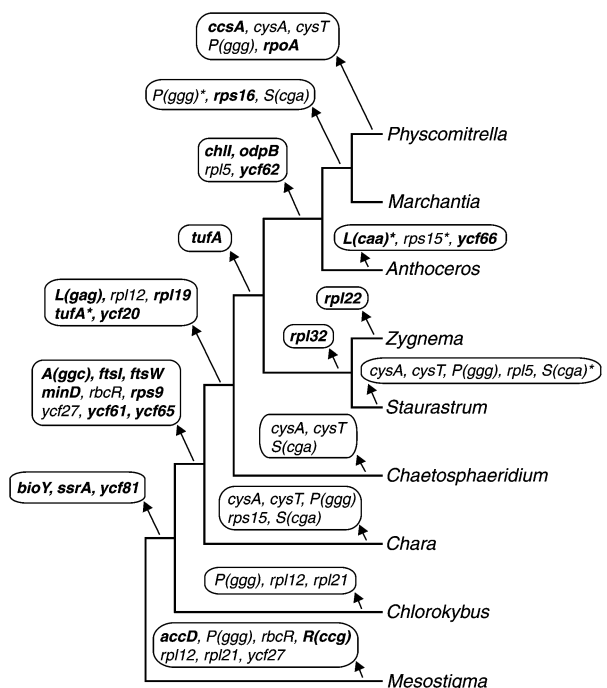 ccsA, cysA, cysT
P(ggg), rpoA
P(ggg)*, rps16, S(cga)
Physcomitrella
chlI, odpB
rpl5, ycf62
Marchantia
tufA
L(caa)*, rps15*, ycf66
Anthoceros
L(gag), rpl12, rpl19
tufA*, ycf20
rpl22
rpl32
Zygnema
A(ggc), ftsI, ftsW
minD, rbcR, rps9
ycf27, ycf61, ycf65
cysA, cysT, P(ggg), rpl5, S(cga)*
Staurastrum
cysA, cysT
S(cga)
Chaetosphaeridium
bioY, ssrA, ycf81
cysA, cysT, P(ggg)
rps15, S(cga)
Chara
P(ggg), rpl12, rpl21
Chlorokybus
accD, P(ggg), rbcR, R(ccg)
rpl12, rpl21, ycf27
Mesostigma